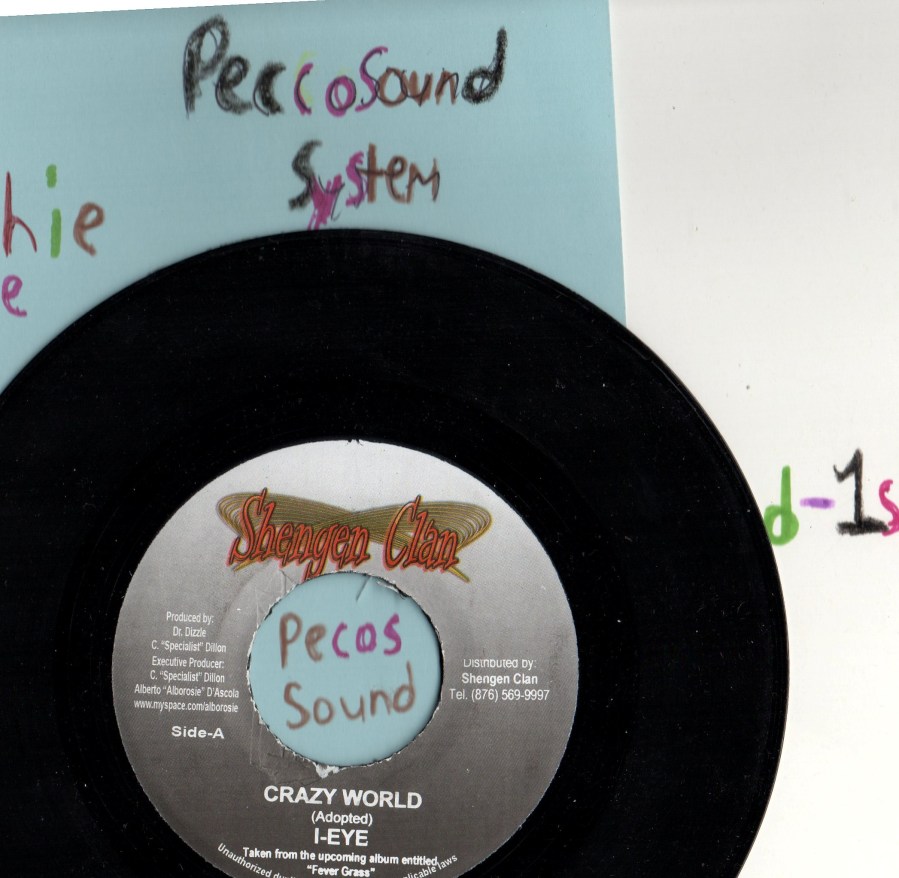 PeccoSound
System
hie
e
d-1s
Shengen Clan
Pecos
Sound
Produced by:
Dr. Dizzle
C. "Specialist" Dillon
Executive Producer:
C. "Specialist" Dillon
Alberto "Alborosie" D'Ascola
www.myspace.com/alborosie
Side-A
Distributed by:
Shengen Clan
Tel. (876) 569-9997
CRAZY WORLD
(Adopted)
I-EYE
Taken from the upcoming album entitled
"Fever Grass"
Unauthorized laws